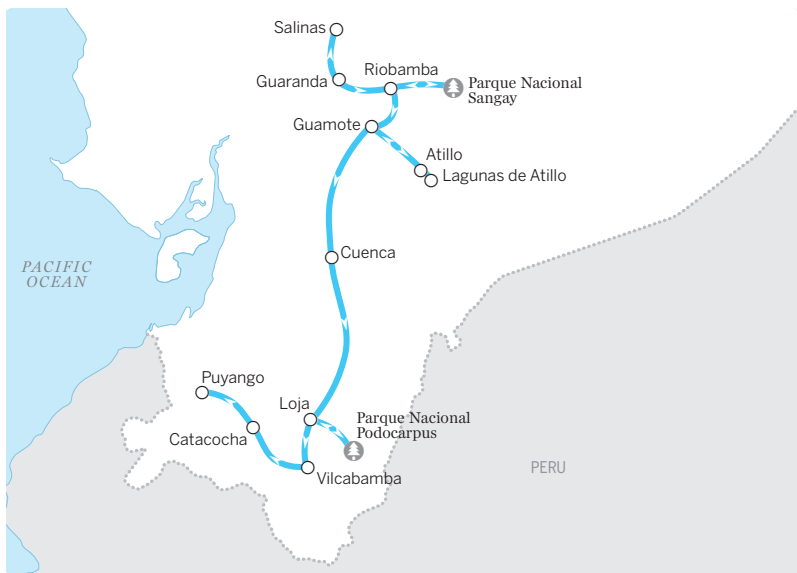 Salinas
Riobamba
Guaranda
Parque Nacional
Sangay
Guamote
Atillo
Lagunas de Atillo
Cuenca
PACIFIC
OCEAN
Puyango
Loja
Parque Nacional
Podocarpus
Catacocha
PERU
Vilcabamba